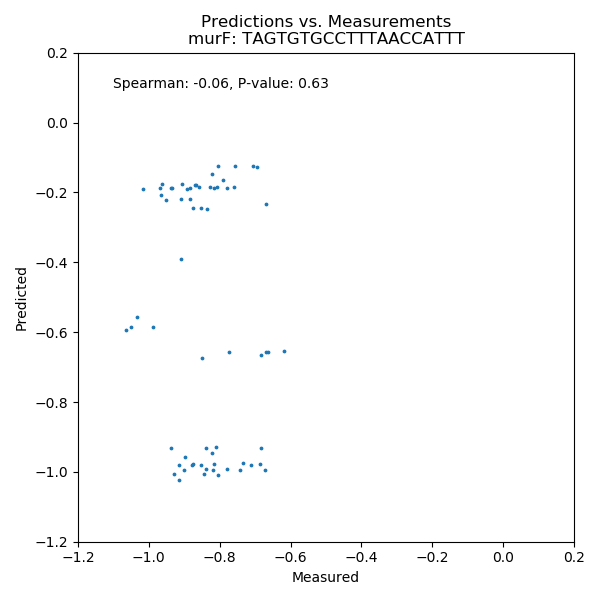 Predictions vs. Measurements
murF: TAGTGTGCCTTTAACCATTT
Spearman: -0.06, P-value: 0.63
0.2
0.0
−0.2
−0.4
−0.6
−0.8
−1.0
−1.2
Predicted
−1.2 −1.0 −0.8 −0.6 −0.4 −0.2 0.0 0.2
Measured